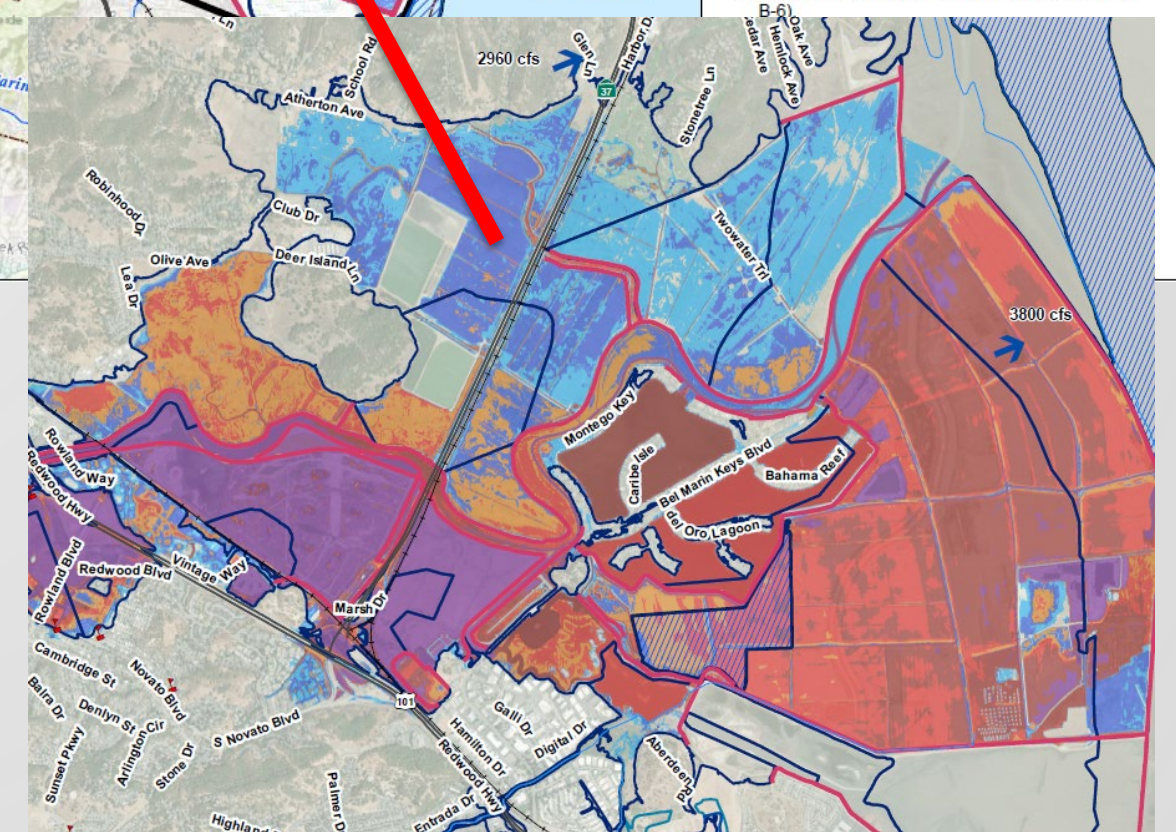 B-6)
Ln
School Rd
2960 cfs
Glen Ln
Harbor D
37
edar Ave
Hemlock Ave
Oak Ave
Atherton Ave
Stonetree Ln
Robinhood Dr
Club Dr
Olive Ave
Deer Island Ln
Lea Dr
Twowater Trl
3800 cfs
Montego Key
Caribe Isle
Bel Marin Keys Blvd
Bahama Reef
del Oro Lagoon
Rowland Way
Redwood Hwy
Vintage Way
Rowland Blvd
Redwood Blvd
Marsh Dr
Cambridge St
Novato Blvd
101
Balra Dr
Denlyn St
Arlington Cir
S Novato Blvd
Galli Dr
Sunset Pkwy
Stone Dr
Hamilton Dr
Digital Dr
Redwood Hwy
Aberdeen Rd
Palmer D
Entrada Dr
Highland